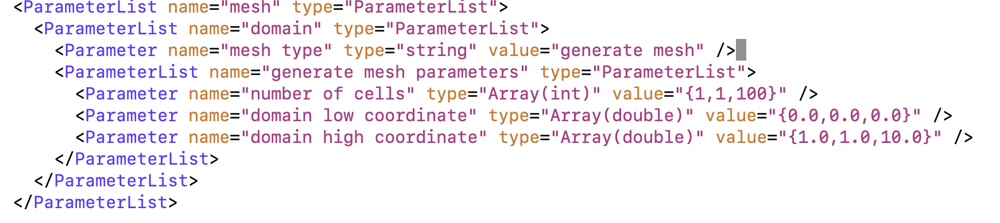 <ParameterList name="mesh" type="ParameterList">
  <ParameterList name="domain" type="ParameterList">
    <Parameter name="mesh type" type="string" value="generate mesh" />
    <ParameterList name="generate mesh parameters" type="ParameterList">
      <Parameter name="number of cells" type="Array(int)" value="{1,1,100}" />
      <Parameter name="domain low coordinate" type="Array(double)" value="{0.0,0.0,0.0}" />
      <Parameter name="domain high coordinate" type="Array(double)" value="{1.0,1.0,10.0}" />
    </ParameterList>
  </ParameterList>
</ParameterList>